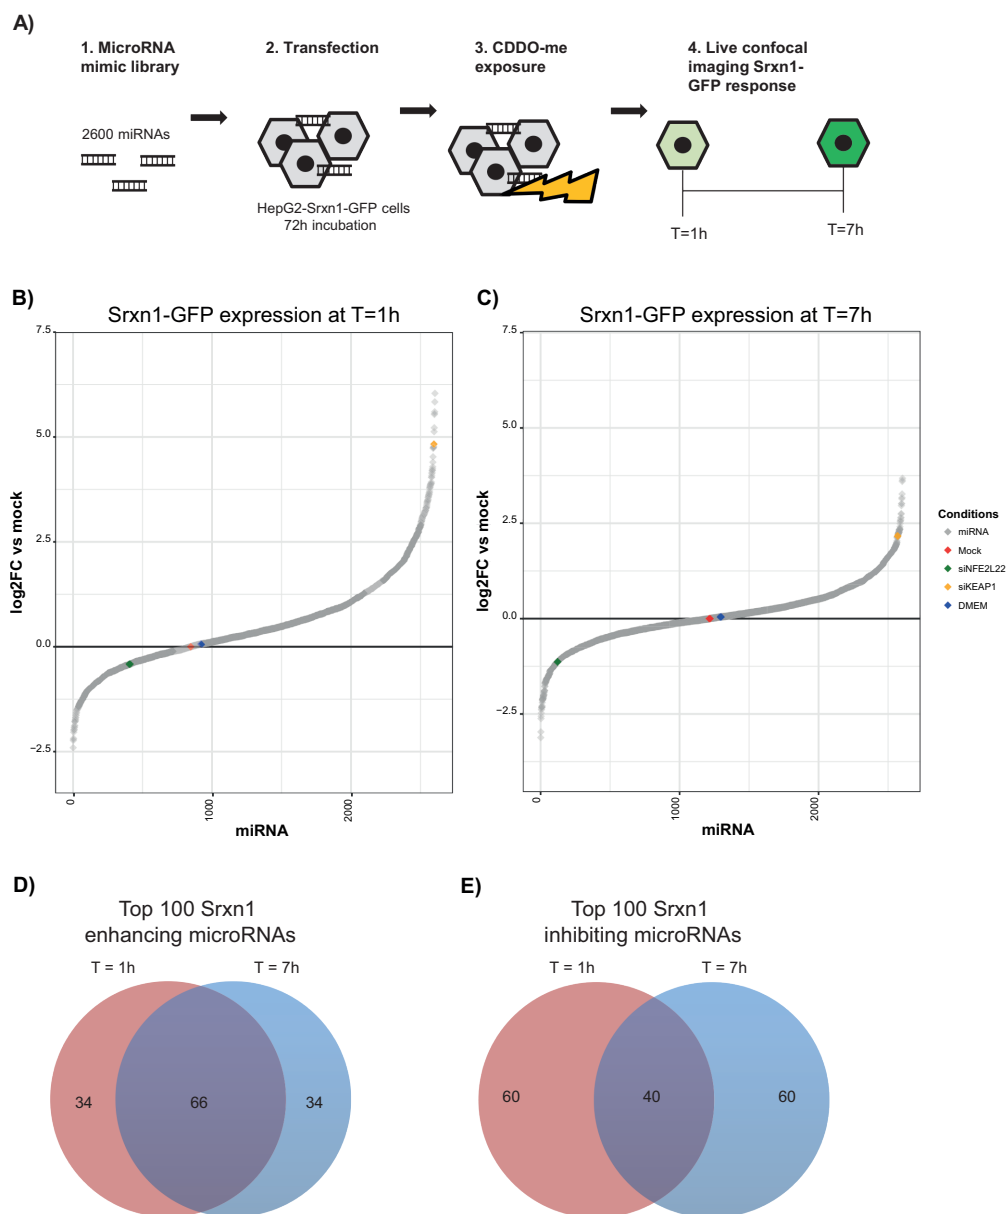 A)
1. MicroRNA
mimic library
2600 miRNAs
2. Transfection
HepG2-Srxn1-GFP cells
72h incubation
3. CDDO-me
exposure
4. Live confocal
imaging Srxn1-
GFP response
T=1h
T=7h
B)
Srxn1-GFP expression at T=1h
log2FC vs mock
7.5
5.0
2.5
0.0
−2.5
0
1000
2000
miRNA
C)
Srxn1-GFP expression at T=7h
log2FC vs mock
7.5
5.0
2.5
0.0
−2.5
0
1000
2000
miRNA
Conditions
miRNA
Mock
siNFE2L22
siKEAP1
DMEM
D)
Top 100 Srxn1
enhancing microRNAs
T = 1h
T = 7h
34
66
34
E)
Top 100 Srxn1
inhibiting microRNAs
T = 1h
T = 7h
60
40
60